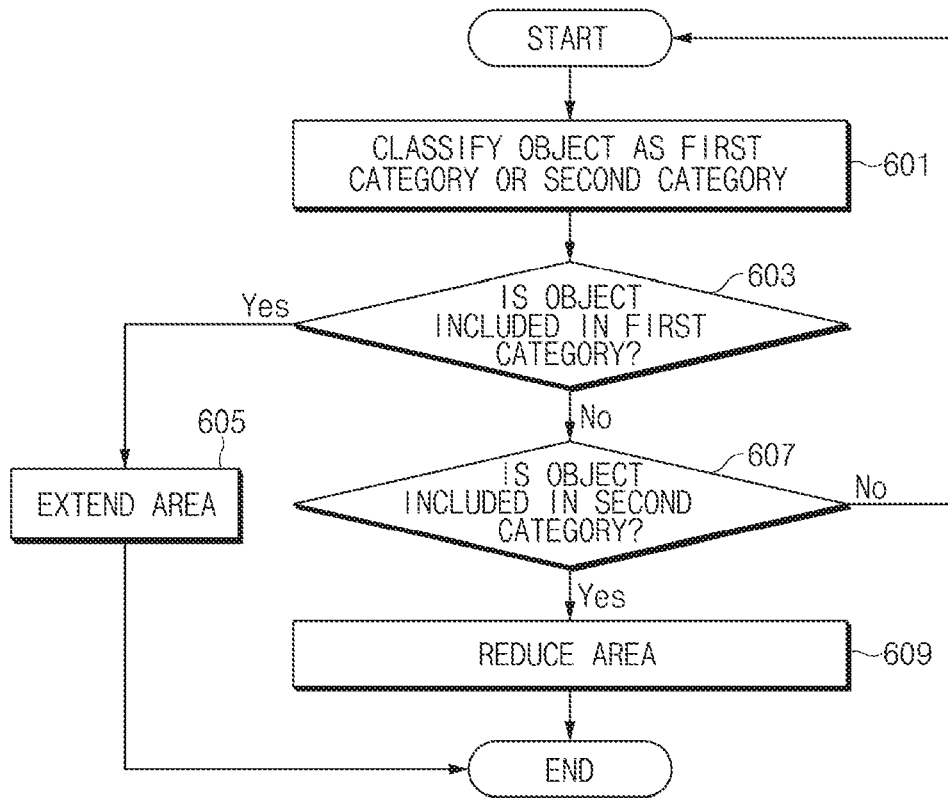 START
CLASSIFY OBJECT AS FIRST
CATEGORY OR SECOND CATEGORY
601
603
IS OBJECT
INCLUDED IN FIRST
CATEGORY?
Yes
No
605
EXTEND AREA
607
IS OBJECT
INCLUDED IN SECOND
CATEGORY?
No
Yes
REDUCE AREA
609
END